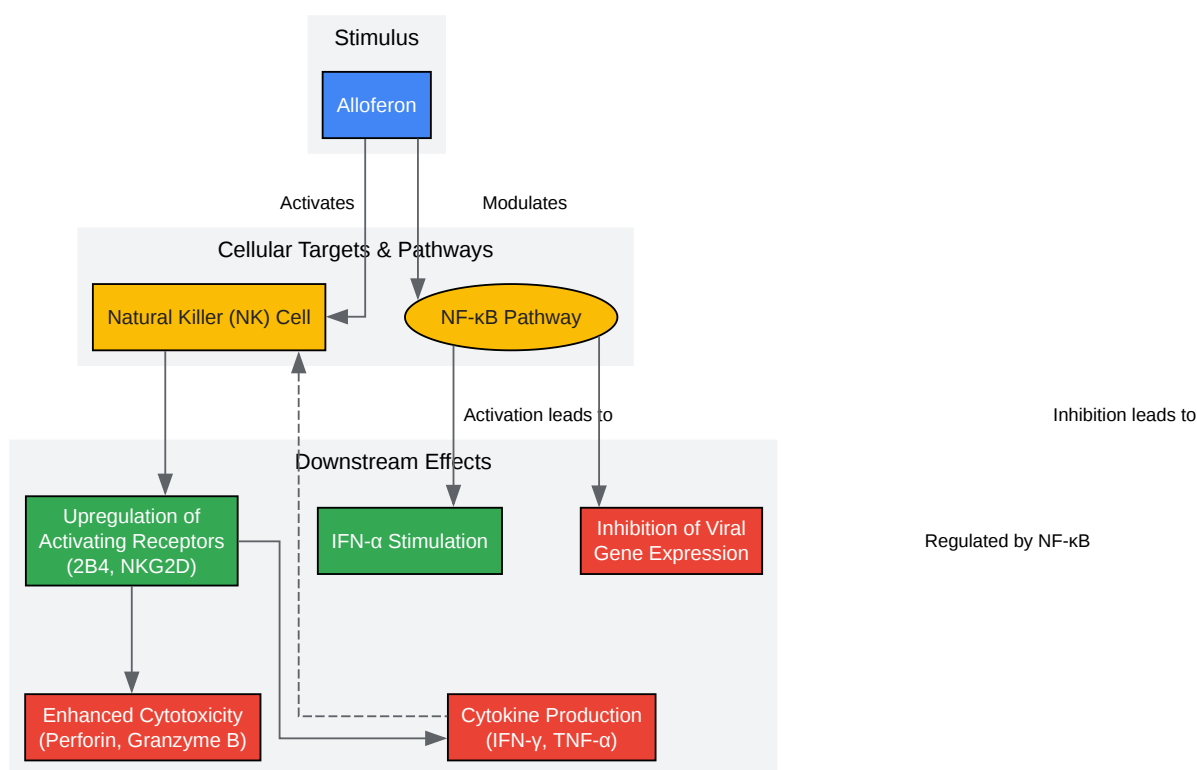 Stimulus
Alloferon
Activates
Modulates
Cellular Targets & Pathways
Natural Killer (NK) Cell
NF-κB Pathway
Activation leads to
Inhibition leads to
Downstream Effects
Upregulation of
Activating Receptors
(2B4, NKG2D)
IFN-α Stimulation
Inhibition of Viral
Gene Expression
Regulated by NF-κB
Enhanced Cytotoxicity
(Perforin, Granzyme B)
Cytokine Production
(IFN-γ, TNF-α)